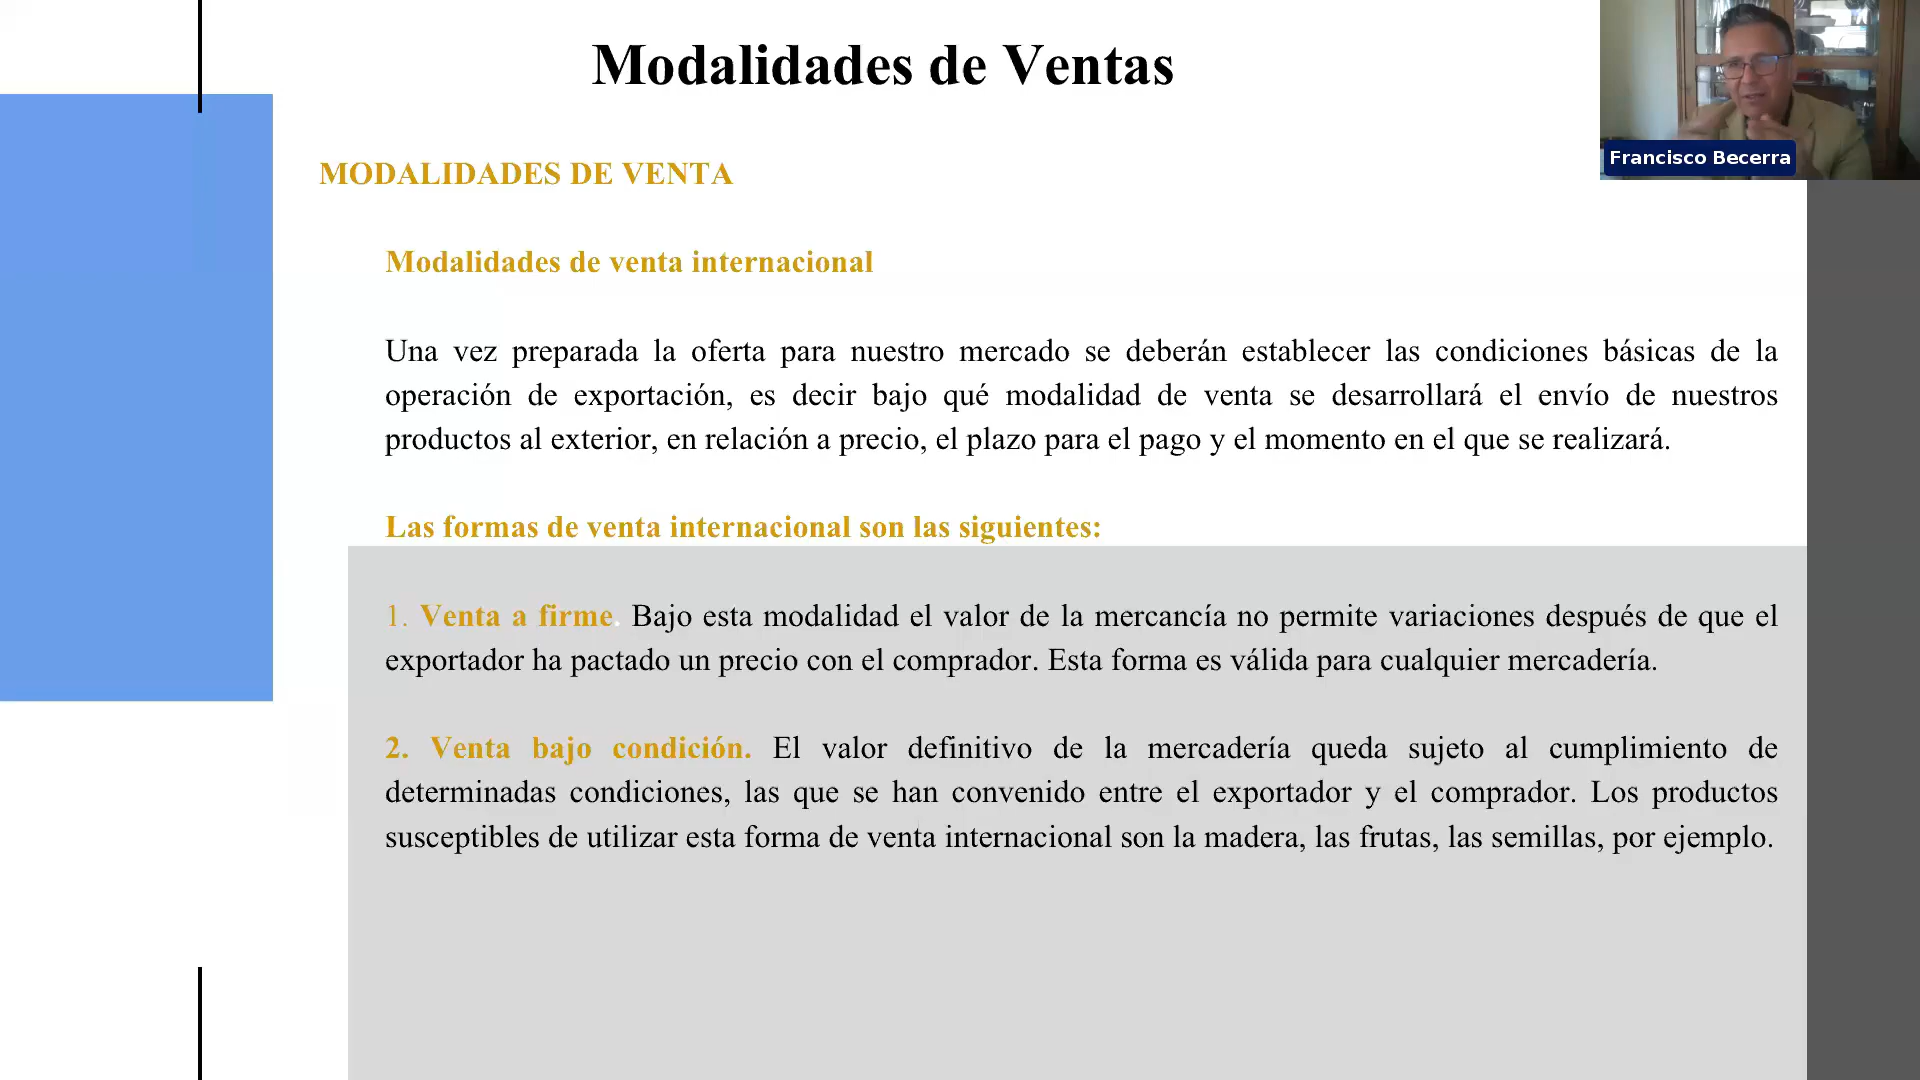 Modalidades de Ventas
Francisco Becerra
MODALIDADES DE VENTA
Modalidades de venta internacional
Una vez preparada la oferta para nuestro mercado se deberán establecer las condiciones básicas de la
operación de exportación, es decir bajo qué modalidad de venta se desarrollará el envío de nuestros
productos al exterior, en relación a precio, el plazo para el pago y el momento en el que se realizará.
Las formas de venta internacional son las siguientes:
1. Venta a firme. Bajo esta modalidad el valor de la mercancía no permite variaciones después de que el
exportador ha pactado un precio con el comprador. Esta forma es válida para cualquier mercadería.
2. Venta bajo condición. El valor definitivo de la mercadería queda sujeto al cumplimiento de
determinadas condiciones, las que se han convenido entre el exportador y el comprador. Los productos
susceptibles de utilizar esta forma de venta internacional son la madera, las frutas, las semillas, por ejemplo.